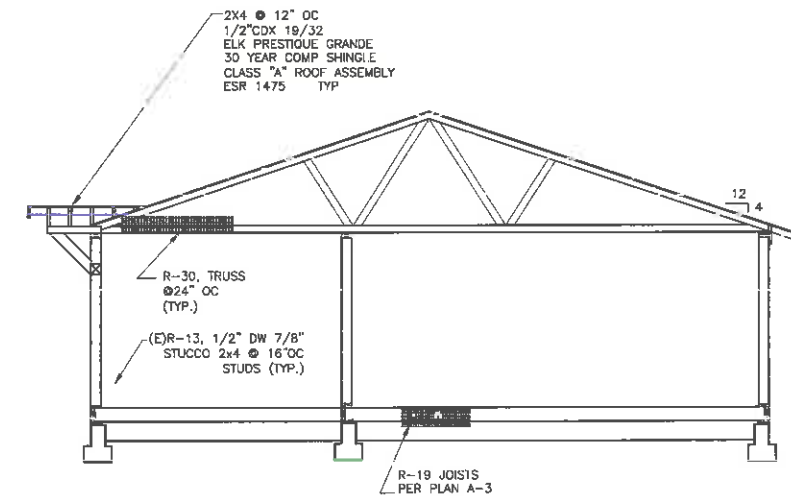 2X4 @ 12" OC
1/2"CDX 19/32
ELK PRESTIQUE GRANDE
30 YEAR COMP SHINGLE
CLASS "A" ROOF ASSEMBLY
ESR 1475 TYP
12
4
R-30, TRUSS
@24" OC
(TYP.)
(E)R-13, 1/2" DW 7/8"
STUCCO 2x4 @ 16"OC
STUDS (TYP.)
R-19 JOISTS
PER PLAN A-3